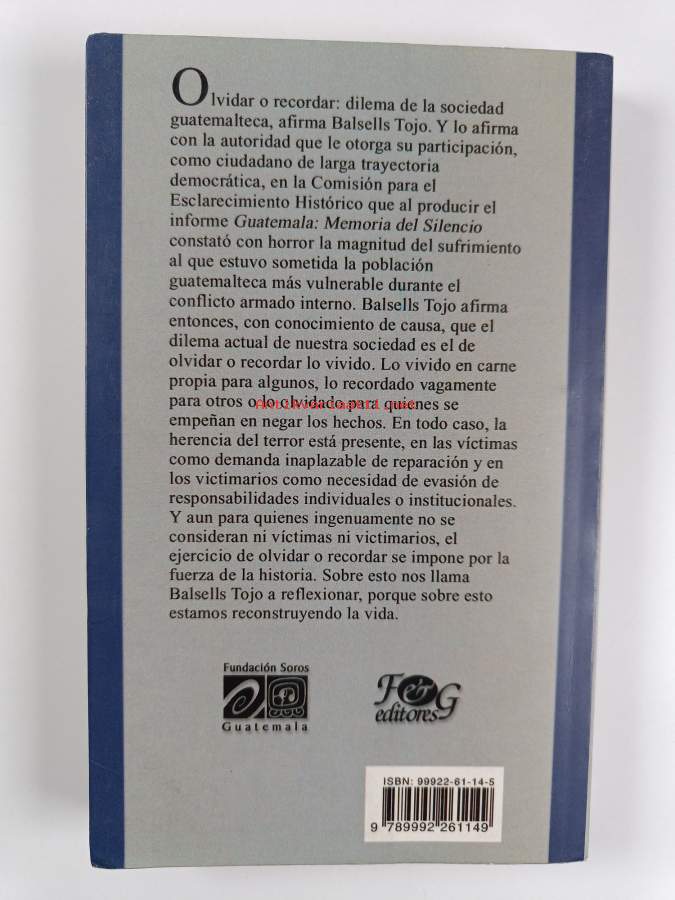 Olvidar o recordar: dilema de la sociedad
guatemalteca, afirma Balsells Tojo. Y lo afirma
con la autoridad que le otorga su participación,
como ciudadano de larga trayectoria
democrática, en la Comisión para el
Esclarecimiento Histórico que al producir el
informe Guatemala: Memoria del Silencio
constató con horror la magnitud del sufrimiento
al que estuvo sometida la población
guatemalteca más vulnerable durante el
conflicto armado interno. Balsells Tojo afirma
entonces, con conocimiento de causa, que el
dilema actual de nuestra sociedad es el de
olvidar o recordar lo vivido. Lo vivido en carne
propia para algunos, lo recordado vagamente
para otros o lo olvidado para quienes se
Antikvariaatti.net
empeñan en negar los hechos. En todo caso, la
herencia del terror está presente, en las víctimas
como demanda inaplazable de reparación y en
los victimarios como necesidad de evasión de
responsabilidades individuales o institucionales.
Y aun para quienes ingenuamente no se
consideran ni víctimas ni victimarios, el
ejercicio de olvidar o recordar se impone por la
fuerza de la historia. Sobre esto nos llama
Balsells Tojo a reflexionar, porque sobre esto
estamos reconstruyendo la vida.
Fundación Soros
Guatemala
F&G
editores
ISBN: 99922-61-14-5
9 789992 261149